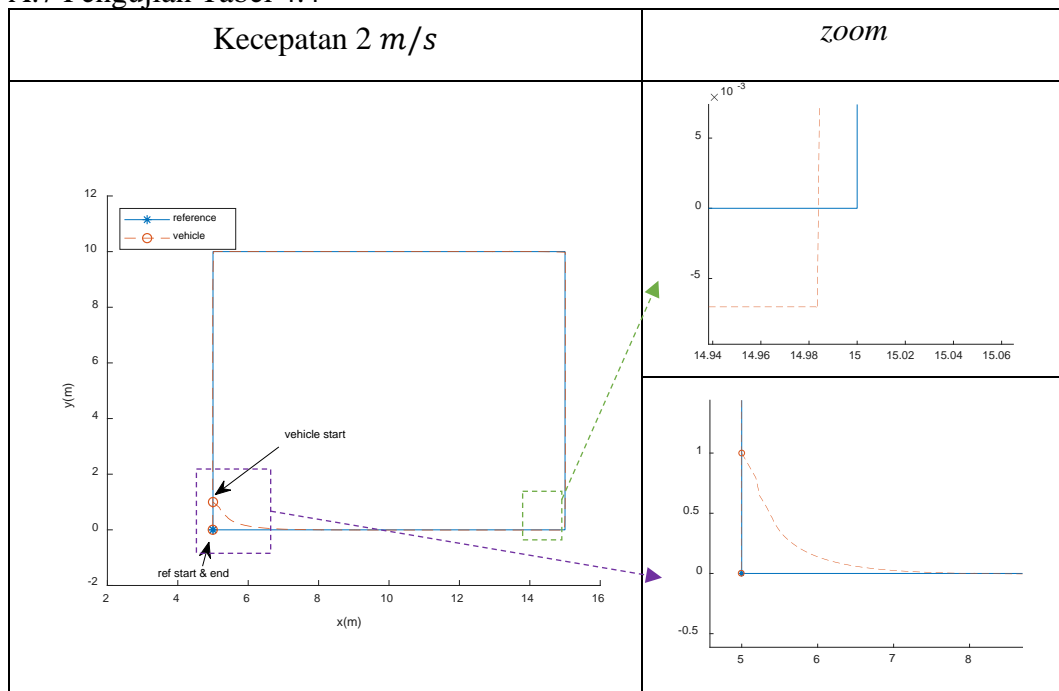 A.7 Pengujian Tabel 4.4
Kecepatan 2 m/s
zoom
12
10
8
6
4
2
0
-2
y(m)
reference
vehicle
vehicle start
ref start & end
2 4 6 8 10 12 14 16
x(m)
× 10 -3
5
0
-5
14.94 14.96 14.98 15 15.02 15.04 15.06
1
0.5
0
-0.5
5 6 7 8